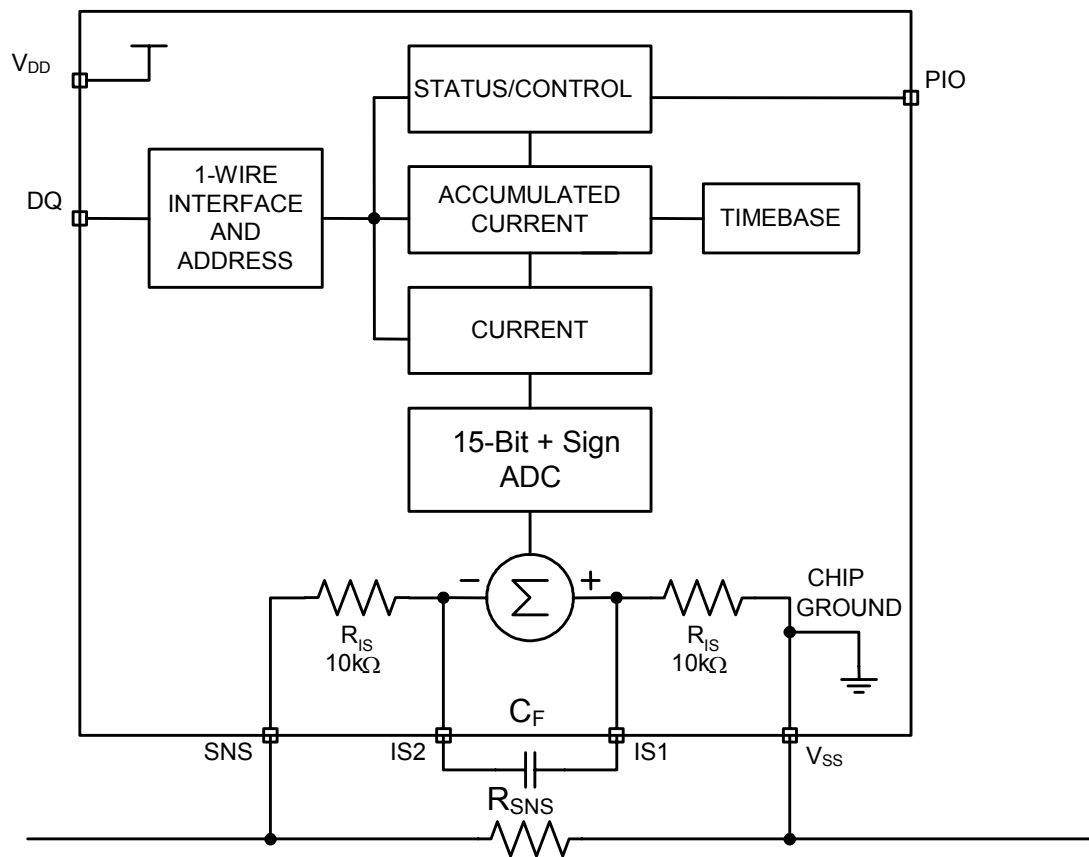 V_DD
STATUS/CONTROL
PIO
1-WIRE
INTERFACE
AND
ADDRESS
DQ
ACCUMULATED
CURRENT
TIMEBASE
CURRENT
15-Bit + Sign
ADC
-
Σ
+
CHIP
GROUND
R_IS
10kΩ
R_IS
10kΩ
C_F
SNS
IS2
IS1
V_SS
R_SNS